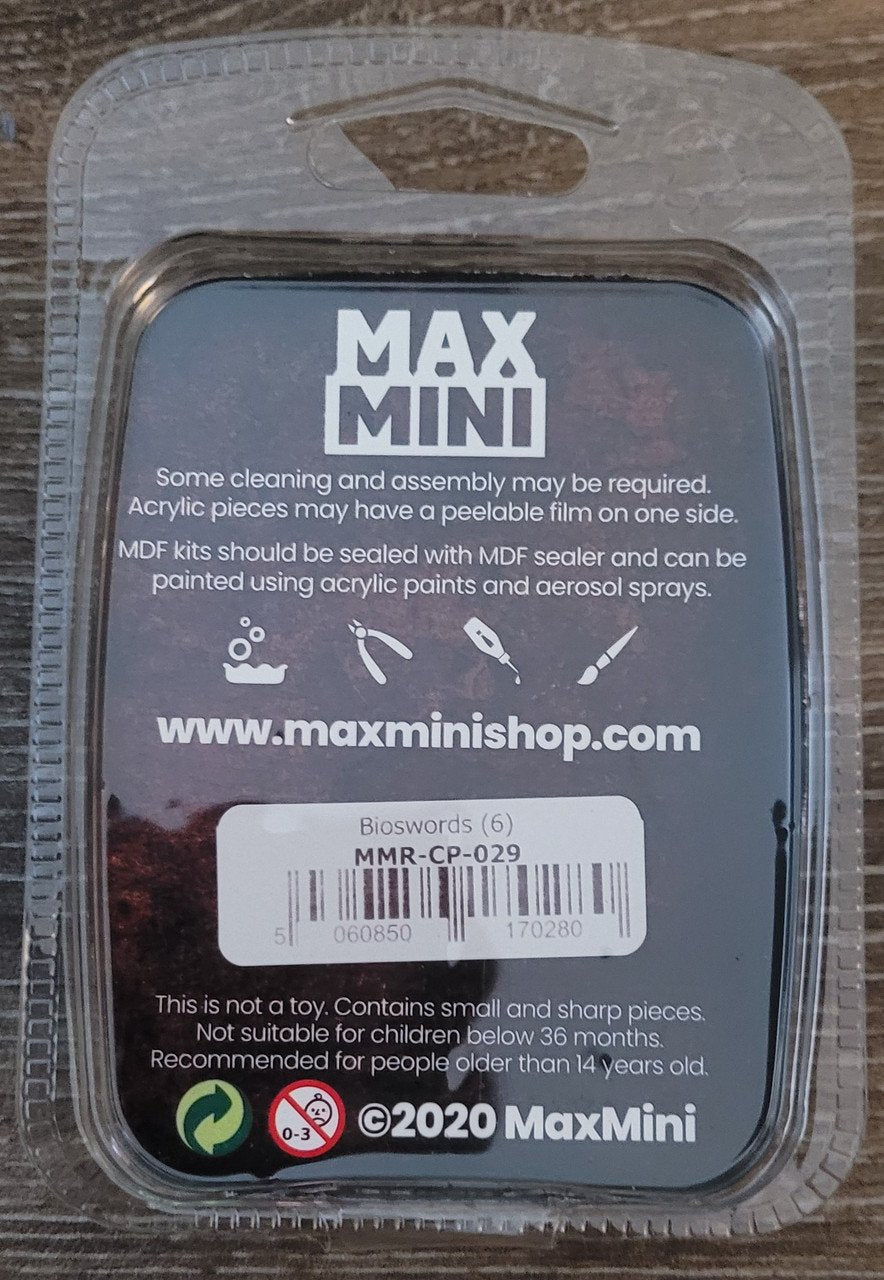 MAX
MINI
Some cleaning and assembly may be required.
Acrylic pieces may have a peelable film on one side.
MDF kits should be sealed with MDF sealer and can be
painted using acrylic paints and aerosol sprays.
www.maxminishop.com
Bioswords (6)
MMR-CP-029
5 060850 170280
This is not a toy. Contains small and sharp pieces.
Not suitable for children below 36 months.
Recommended for people older than 14 years old.
0-3 ©2020 MaxMini